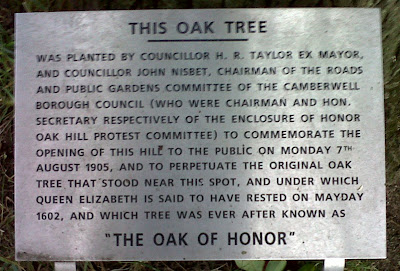 THIS OAK TREE
WAS PLANTED BY COUNCILLOR H. R. TAYLOR EX MAYOR,
AND COUNCILLOR JOHN NISBET, CHAIRMAN OF THE ROADS
AND PUBLIC GARDENS COMMITTEE OF THE CAMBERWELL
BOROUGH COUNCIL (WHO WERE CHAIRMAN AND HON.
SECRETARY RESPECTIVELY OF THE ENCLOSURE OF HONOR
OAK HILL PROTEST COMMITTEE) TO COMMEMORATE THE
OPENING OF THIS HILL TO THE PUBLIC ON MONDAY 7TH
AUGUST 1905, AND TO PERPETUATE THE ORIGINAL OAK
TREE THAT STOOD NEAR THIS SPOT, AND UNDER WHICH
QUEEN ELIZABETH IS SAID TO HAVE RESTED ON MAYDAY
1602, AND WHICH TREE WAS EVER AFTER KNOWN AS
"THE OAK OF HONOR"